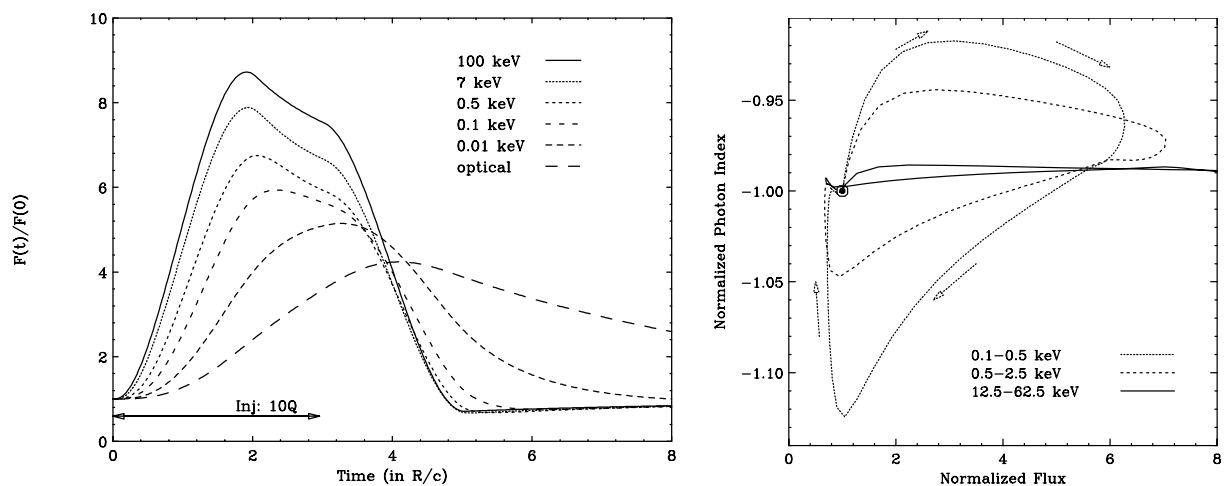 10
8
6
4
2
0
F(t)/F(0)
100 keV
7 keV
0.5 keV
0.1 keV
0.01 keV
optical
Inj: 10Q
0 2 4 6 8
Time (in R/c)
Normalized Photon Index
-0.95
-1.00
-1.05
-1.10
0.1-0.5 keV
0.5-2.5 keV
12.5-62.5 keV
0 2 4 6 8
Normalized Flux